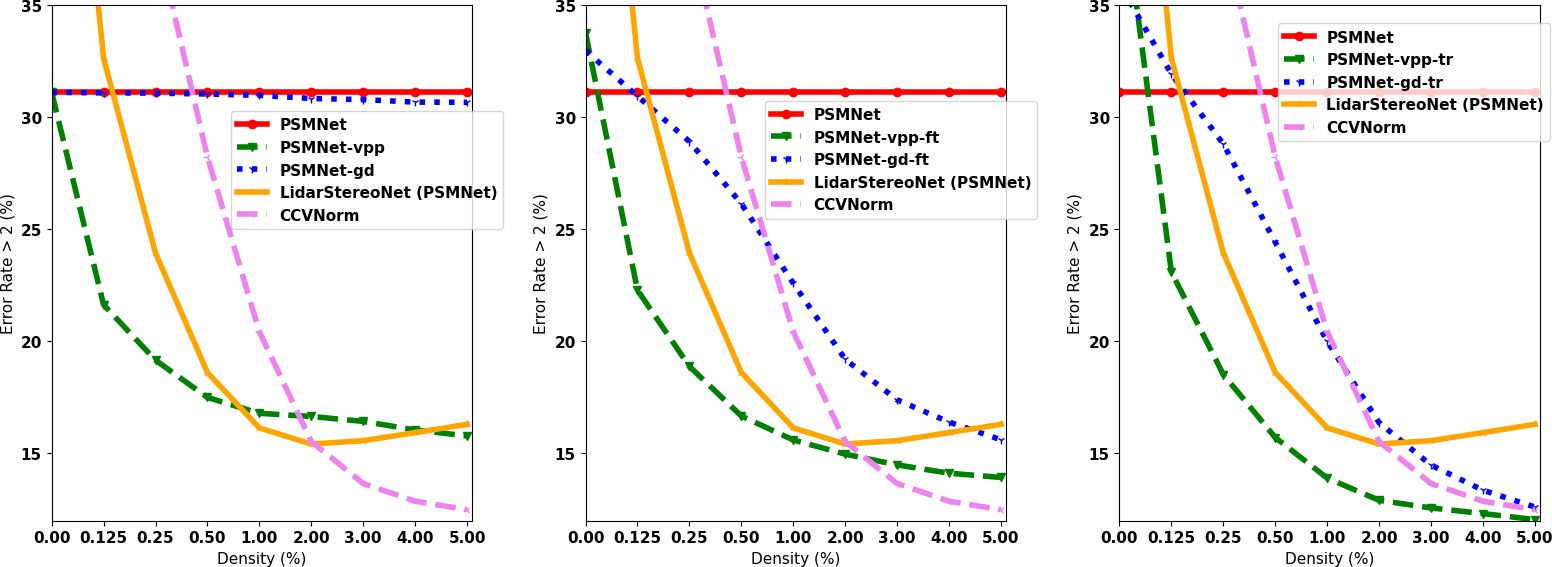 35
30
25
20
15
Error Rate > 2 (%)
0.00 0.125 0.25 0.50 1.00 2.00 3.00 4.00 5.00
Density (%)
PSMNet
PSMNet-vpp
PSMNet-gd
LidarStereoNet (PSMNet)
CCVNorm
35
30
25
20
15
Error Rate > 2 (%)
0.00 0.125 0.25 0.50 1.00 2.00 3.00 4.00 5.00
Density (%)
PSMNet
PSMNet-vpp-ft
PSMNet-gd-ft
LidarStereoNet (PSMNet)
CCVNorm
35
30
25
20
15
Error Rate > 2 (%)
0.00 0.125 0.25 0.50 1.00 2.00 3.00 4.00 5.00
Density (%)
PSMNet
PSMNet-vpp-tr
PSMNet-gd-tr
LidarStereoNet (PSMNet)
CCVNorm